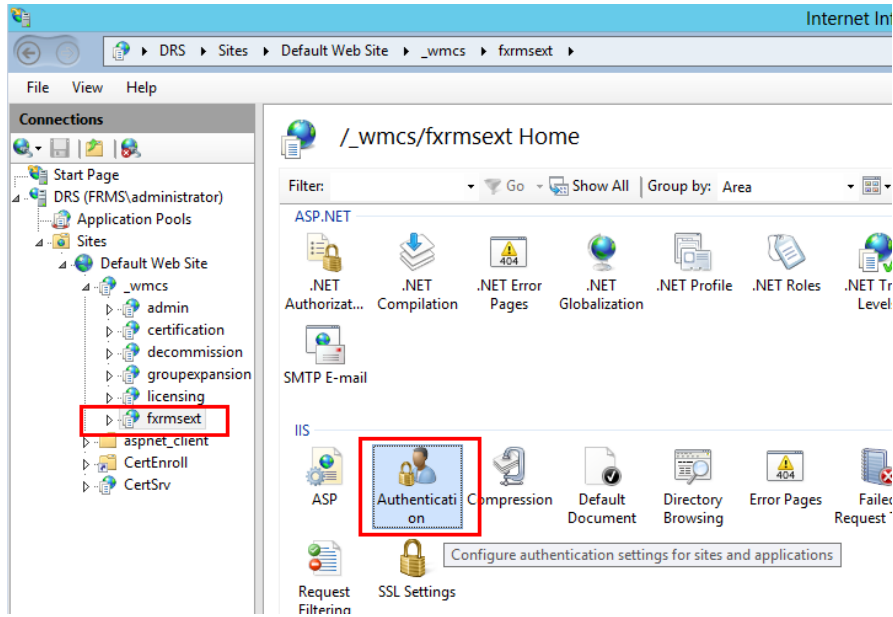 Internet Inf
DRS Sites Default Web Site _wmcs fxrmsext
File View Help
Connections
Start Page
DRS (FRMS\administrator)
Application Pools
Sites
Default Web Site
_wmcs
admin
certification
decommission
groupexpansion
licensing
fxrmsext
aspnet_client
CertEnroll
CertSrv
/_wmcs/fxrmsext Home
Filter: Go Show All Group by: Area
ASP.NET
.NET Authorizat...
.NET Compilation
404
.NET Error Pages
.NET Globalization
.NET Profile
.NET Roles
.NET Tr
Levels
SMTP E-mail
IIS
ASP
Authenticati
on
Compression
Default
Document
Directory
Browsing
404
Error Pages
Failed
Request T
Configure authentication settings for sites and applications
Request
Filtering
SSL Settings